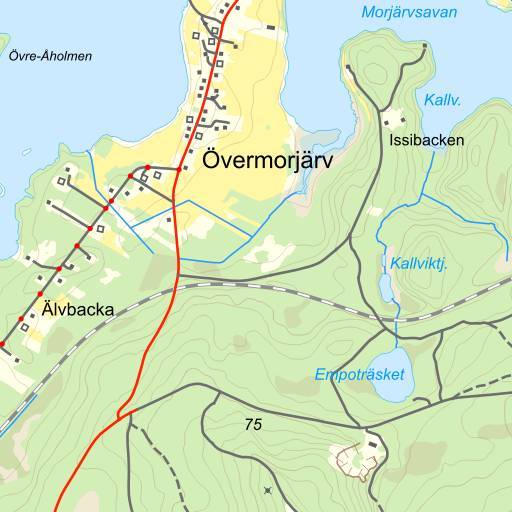 Morjärvsavan
Övre-Åholmen
Kallv.
Issibacken
Övermorjärv
Kallviktj.
Älvbacka
Empoträsket
75